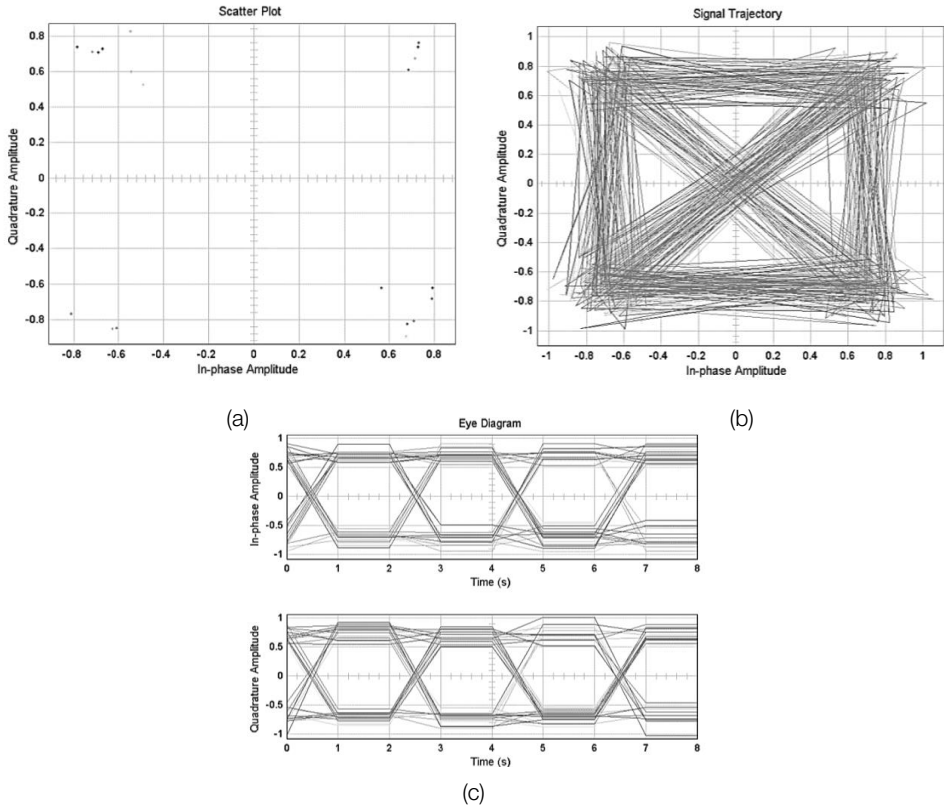 Scatter Plot
Quadrature Amplitude
0.8
0.6
0.4
0.2
0
-0.2
-0.4
-0.6
-0.8
-0.8 -0.6 -0.4 -0.2 0 0.2 0.4 0.6 0.8
In-phase Amplitude
(a)
Signal Trajectory
Quadrature Amplitude
1
0.8
0.6
0.4
0.2
0
-0.2
-0.4
-0.6
-0.8
-1
-1 -0.8 -0.6 -0.4 -0.2 0 0.2 0.4 0.6 0.8 1
In-phase Amplitude
(b)
Eye Diagram
In-phase Amplitude
1
0.5
0
-0.5
-1
0 1 2 3 4 5 6 7 8
Time (s)
Quadrature Amplitude
1
0.5
0
-0.5
-1
0 1 2 3 4 5 6 7 8
Time (s)
(c)